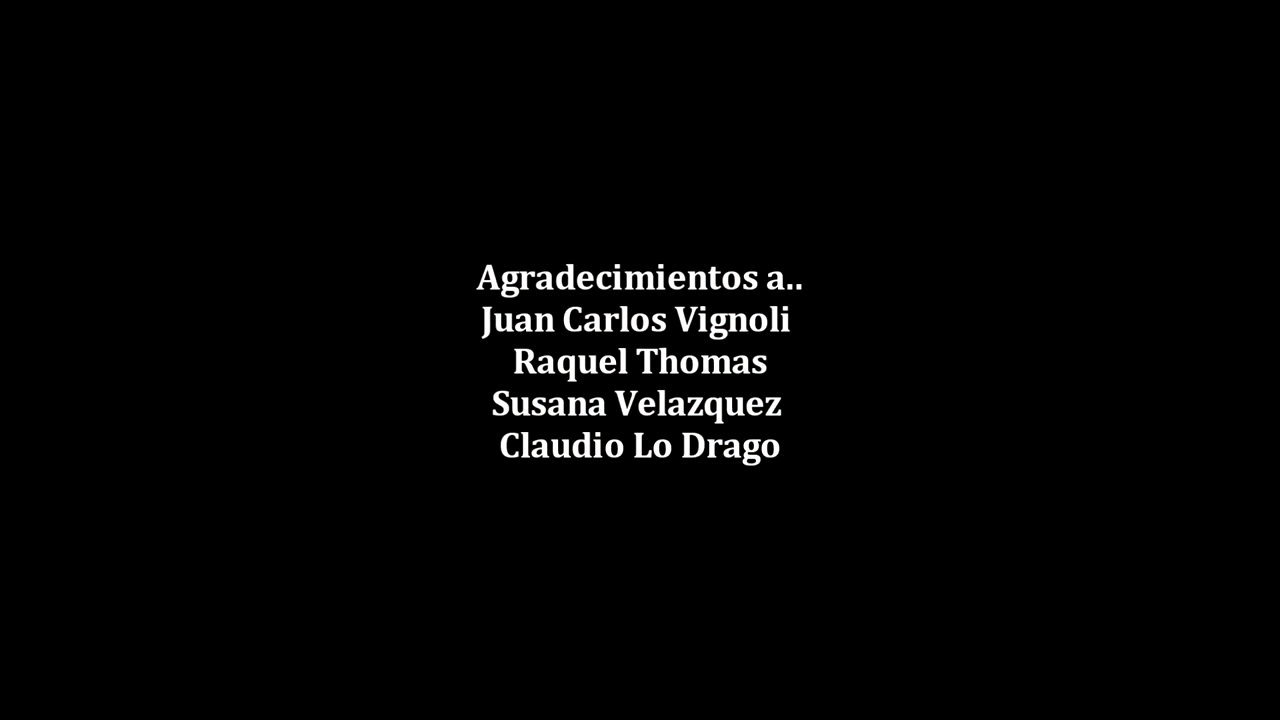 Agradecimientos a..
Juan Carlos Vignoli
Raquel Thomas
Susana Velazquez
Claudio Lo Drago